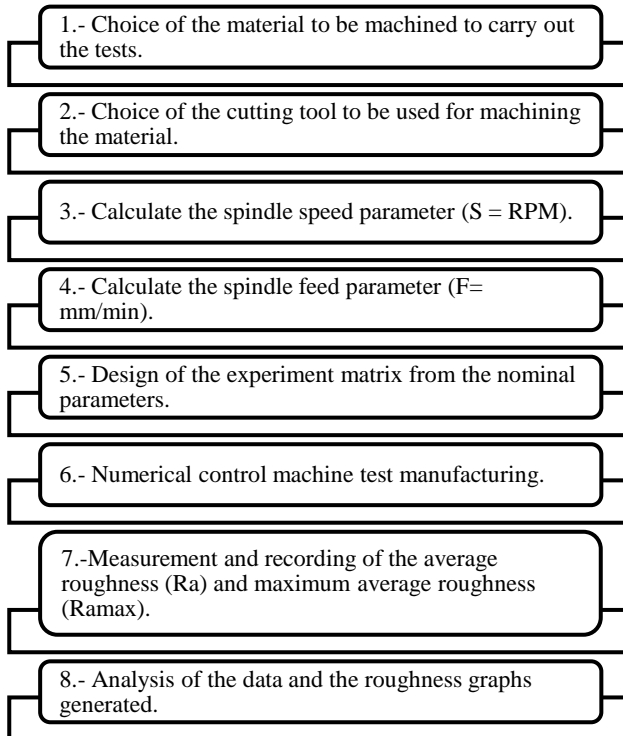 1.- Choice of the material to be machined to carry out
the tests.
2.- Choice of the cutting tool to be used for machining
the material.
3.- Calculate the spindle speed parameter (S = RPM).
4.- Calculate the spindle feed parameter (F=
mm/min).
5.- Design of the experiment matrix from the nominal
parameters.
6.- Numerical control machine test manufacturing.
7.-Measurement and recording of the average
roughness (Ra) and maximum average roughness
(Ramax).
8.- Analysis of the data and the roughness graphs
generated.